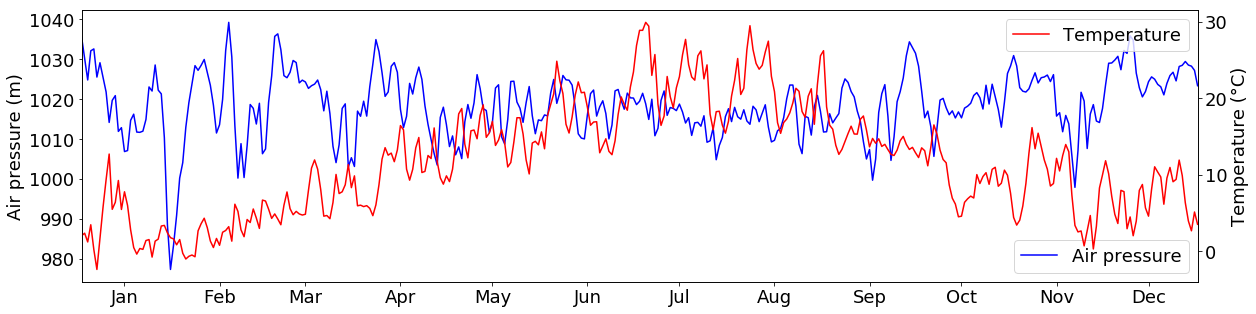 Air pressure (m)
1040
1030
1020
1010
1000
990
980
Temperature
Air pressure
30
20
10
0
Temperature (°C)
Jan Feb Mar Apr May Jun Jul Aug Sep Oct Nov Dec